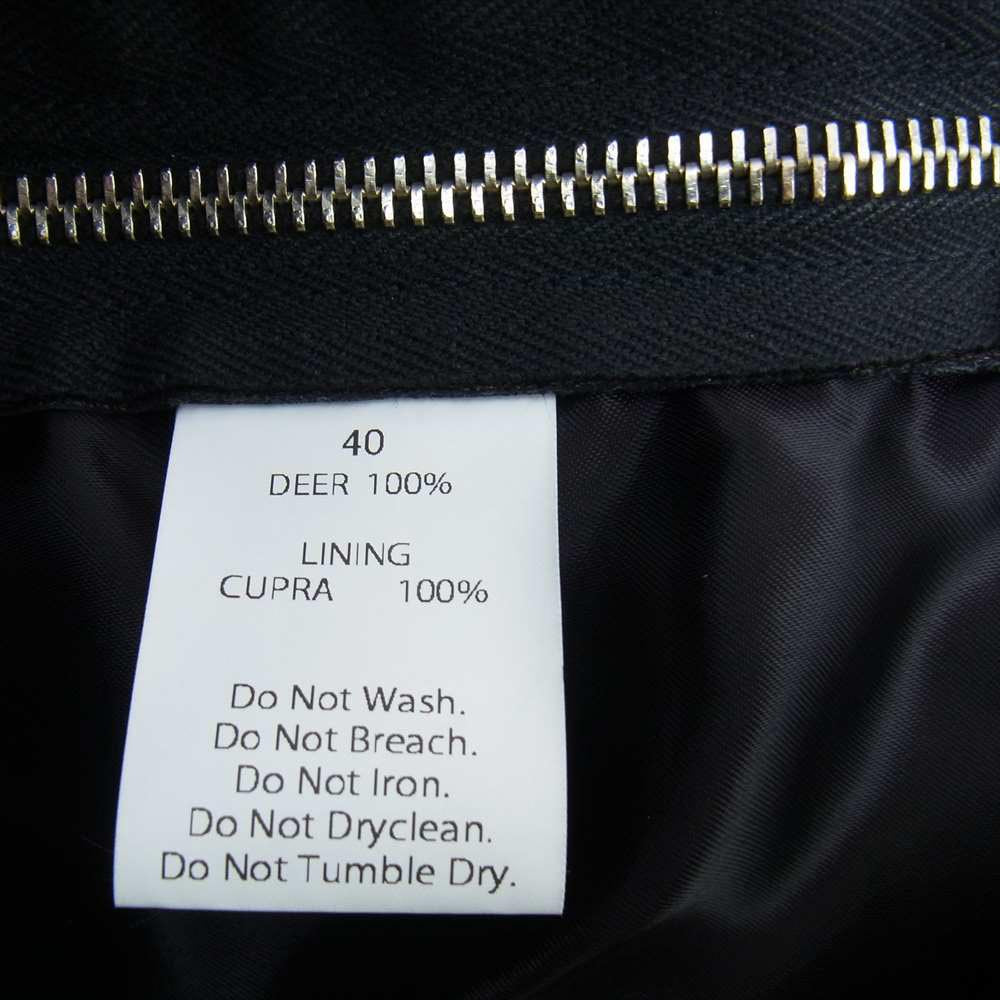 40
DEER 100%
LINING
CUPRA 100%
Do Not Wash.
Do Not Breach.
Do Not Iron.
Do Not Dryclean.
Do Not Tumble Dry.